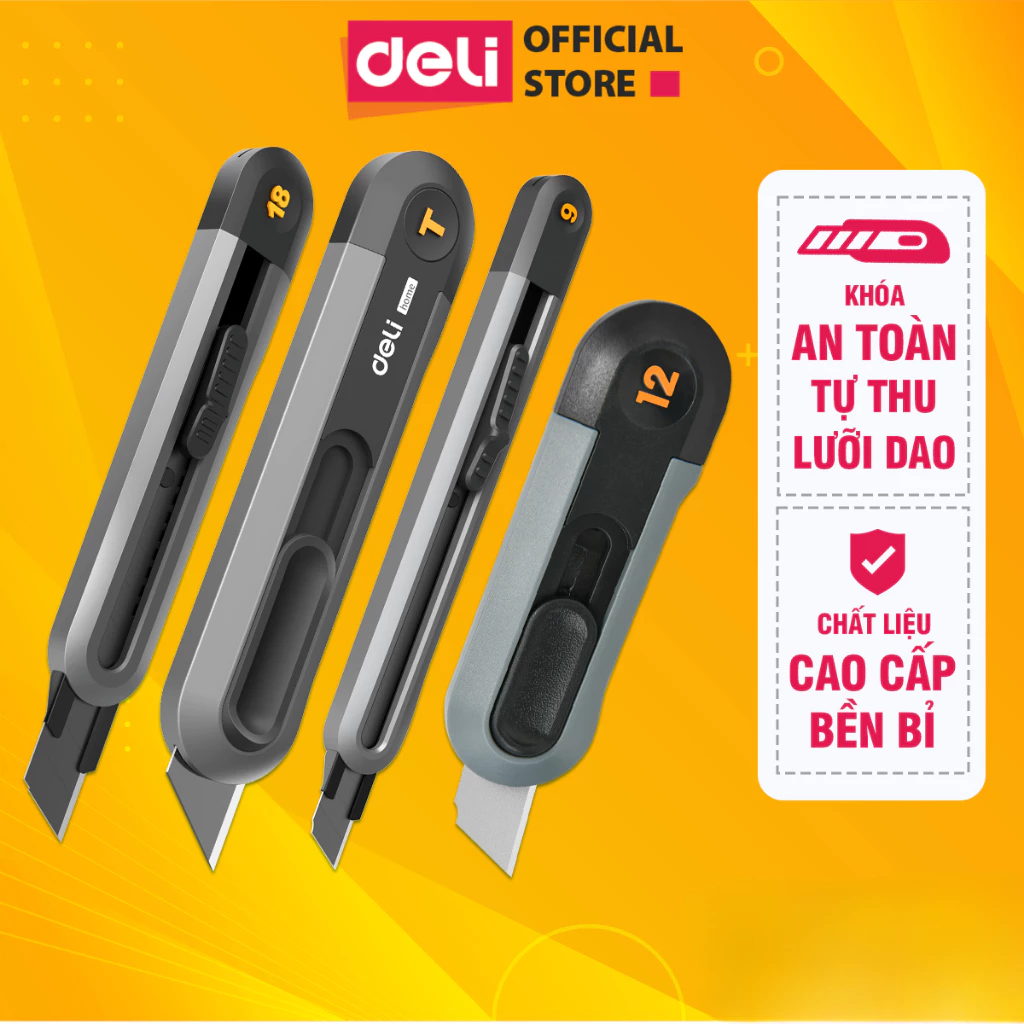 deli OFFICIAL
STORE
18
T
deli home
9
12
KHÓA
AN TOÀN
TỰ THU
LƯỠI DAO
CHẤT LIỆU
CAO CẤP
BỀN BỈ